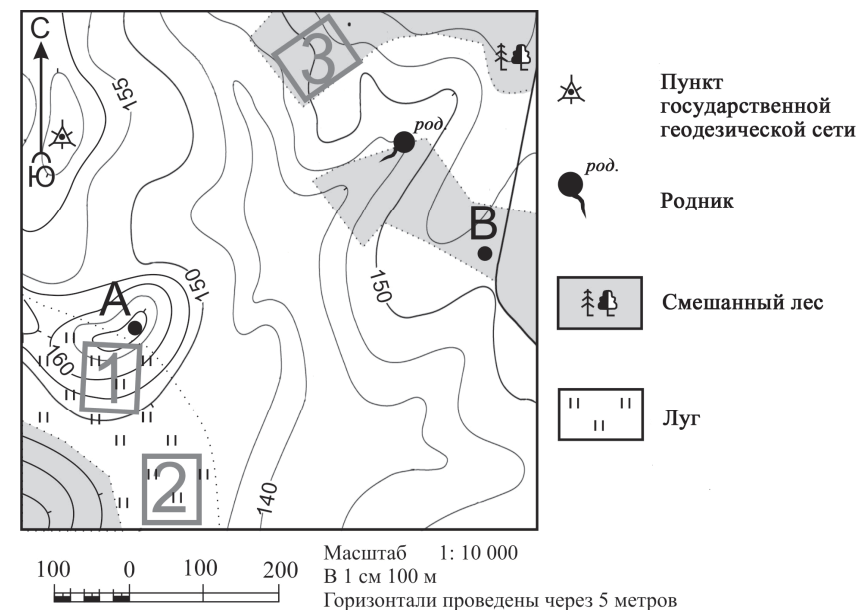 С
Ю
155
3
род.
В
150
150
А
160
1
2
140
Пункт
государственной
геодезической сети
род.
Родник
Смешанный лес
Луг
100 0 100 200
Масштаб 1: 10 000
В 1 см 100 м
Горизонтали проведены через 5 метров